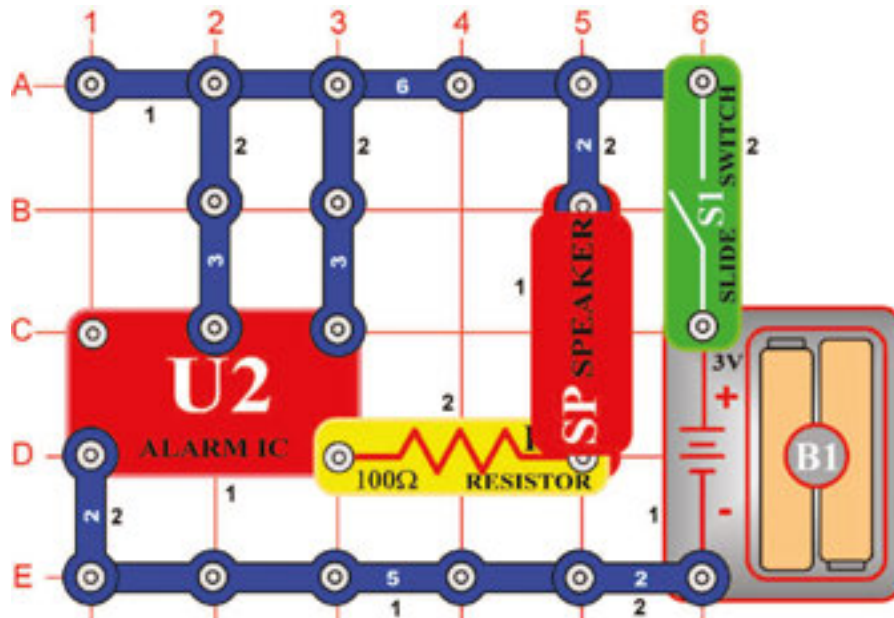 1 2 3 4 5 6
A 6
1 2 2 2 2 2
B
3 3 1
SLIDE SWITCH
S1
SP SPEAKER
C
U2
3V
+
2
D ALARM IC
100Ω RESISTOR
B1
2 2 1 1 -
E 5 2
1 2